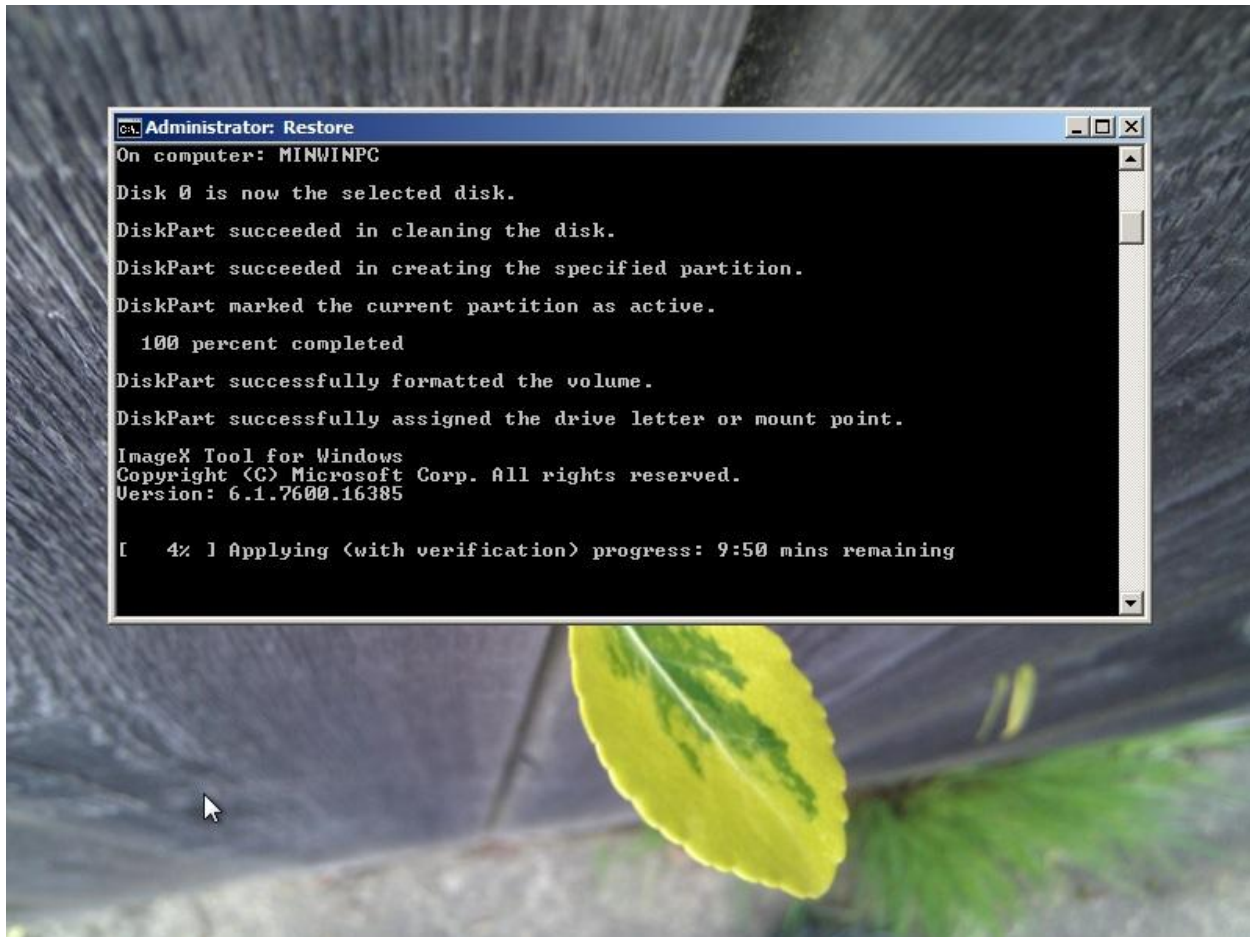 Administrator: Restore
On computer: MINWINPC
Disk 0 is now the selected disk.
DiskPart succeeded in cleaning the disk.
DiskPart succeeded in creating the specified partition.
DiskPart marked the current partition as active.
100 percent completed
DiskPart successfully formatted the volume.
DiskPart successfully assigned the drive letter or mount point.
ImageX Tool for Windows
Copyright (C) Microsoft Corp. All rights reserved.
Version: 6.1.7600.16385
[ 4% ] Applying (with verification) progress: 9:50 mins remaining